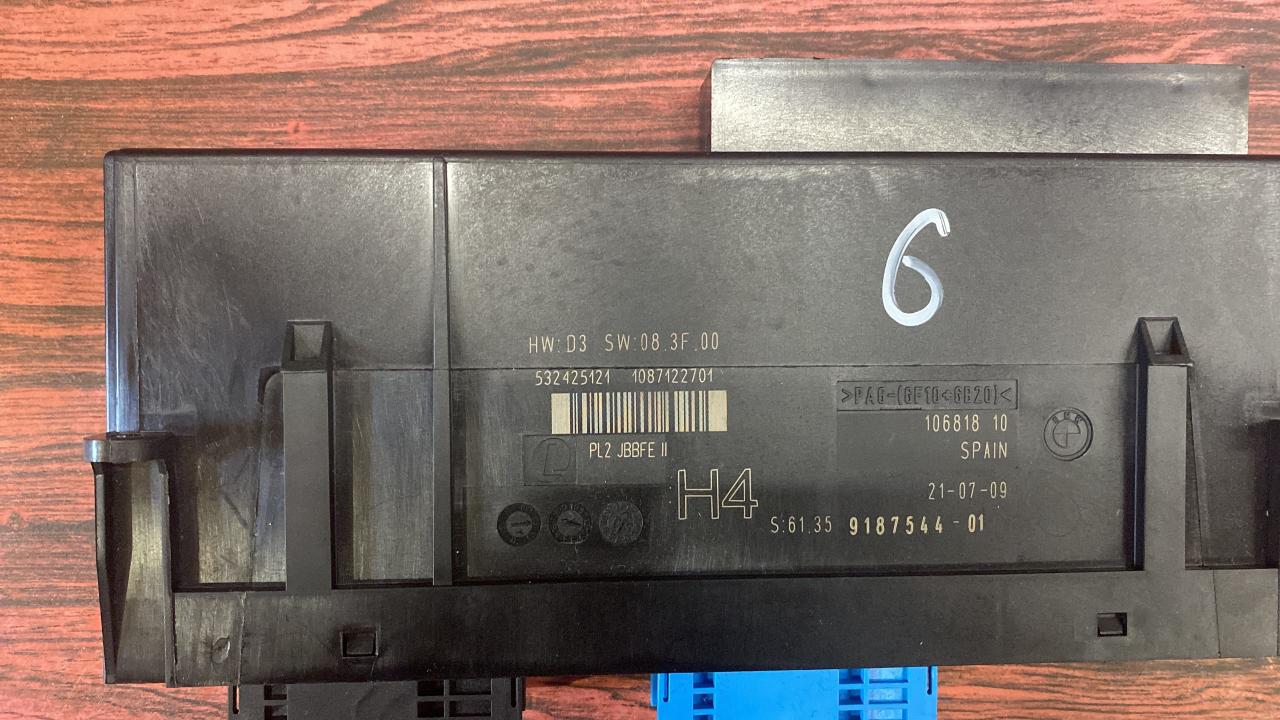 6
HW:D3 SW:08.3F.00
532425121 1087122701
>PA6-(GF10+GB20)<
106818 10
PL2 JBBFE II
SPAIN
H4
21-07-09
S:61.35 9187544-01
BMW